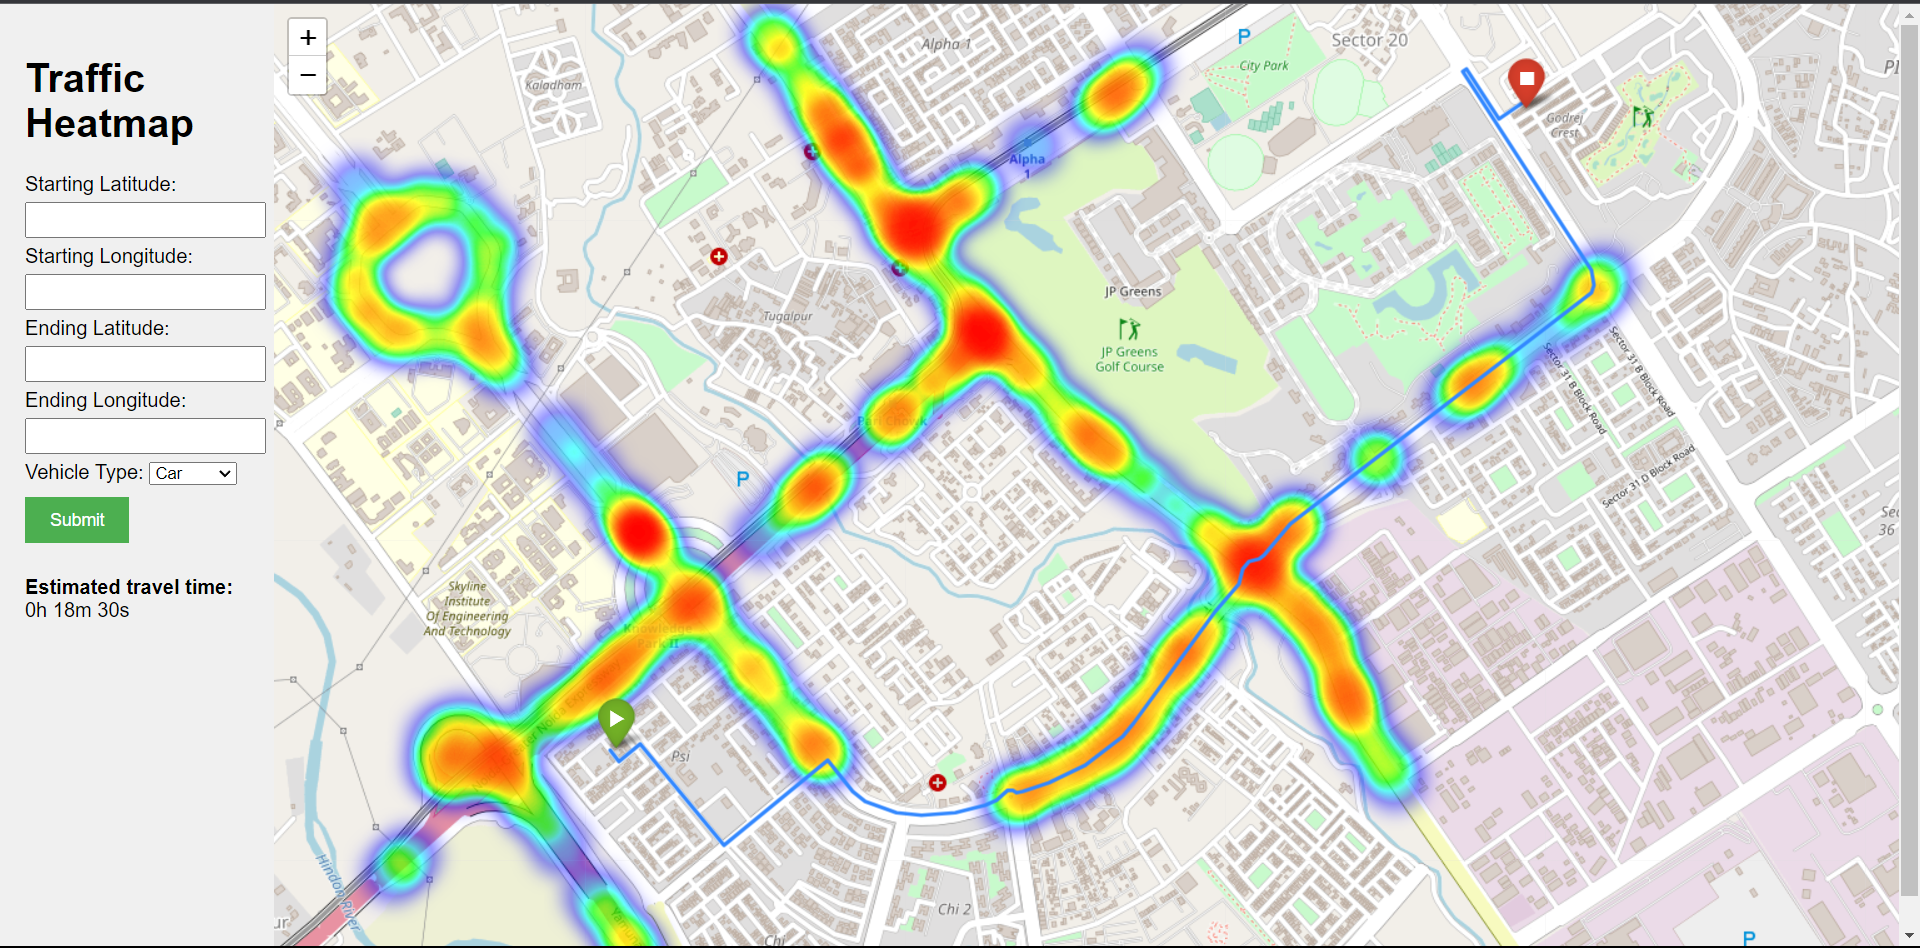 Traffic
Heatmap
Starting Latitude:
Starting Longitude:
Ending Latitude:
Ending Longitude:
Vehicle Type: Car
Submit
Estimated travel time:
0h 18m 30s
+
−
Alpha 1
Kaladham
P
City Park
Sector 20
Godrej
Crest
Alpha
1
Tugalpur
JP Greens
JP Greens
Golf Course
Pari Chowk
P
Sector 31 B Block Road
Sector 31 B Block Road
Sector 31 D Block Road
36
Skyline
Institute
Of Engineering
And Technology
Knowledge
Park II
Psi
Hindon River
Chi 2
Chi
P